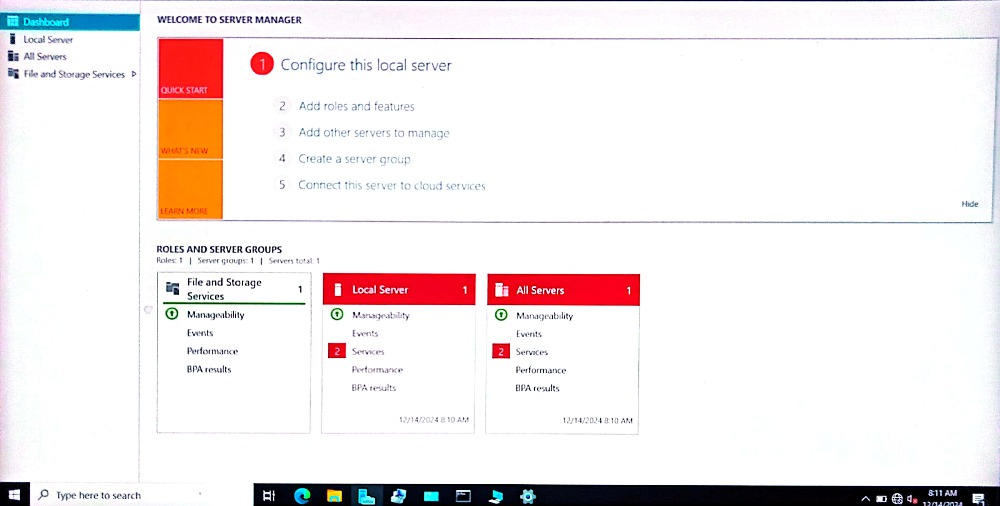 Dashboard
Local Server
All Servers
File and Storage Services
WELCOME TO SERVER MANAGER
QUICK START
WHAT'S NEW
LEARN MORE
1 Configure this local server
2 Add roles and features
3 Add other servers to manage
4 Create a server group
5 Connect this server to cloud services
Hide
ROLES AND SERVER GROUPS
Roles: 1 | Server groups: 1 | Servers total: 1
File and Storage
Services
1
Manageability
Events
Performance
BPA results
Local Server 1
Manageability
Events
2 Services
Performance
BPA results
12/14/2024 8:10 AM
All Servers 1
Manageability
Events
2 Services
Performance
BPA results
12/14/2024 8:10 AM
Type here to search
8:11 AM
12/14/2024